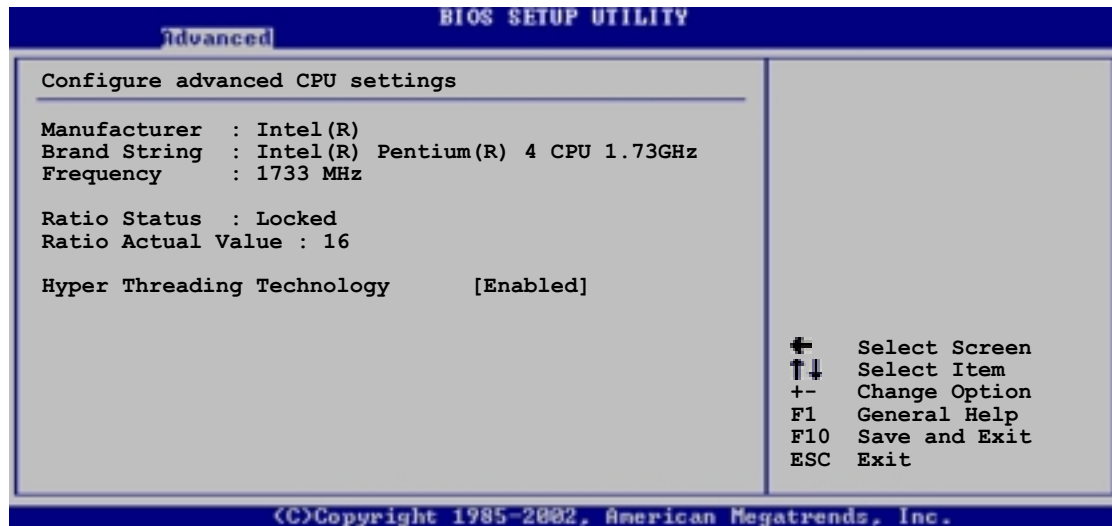 BIOS SETUP UTILITY
Advanced
Configure advanced CPU settings
Manufacturer : Intel(R)
Brand String : Intel(R) Pentium(R) 4 CPU 1.73GHz
Frequency : 1733 MHz
Ratio Status : Locked
Ratio Actual Value : 16
Hyper Threading Technology [Enabled]
← Select Screen
↑↓ Select Item
+- Change Option
F1 General Help
F10 Save and Exit
ESC Exit
(C)Copyright 1985-2002, American Megatrends, Inc.